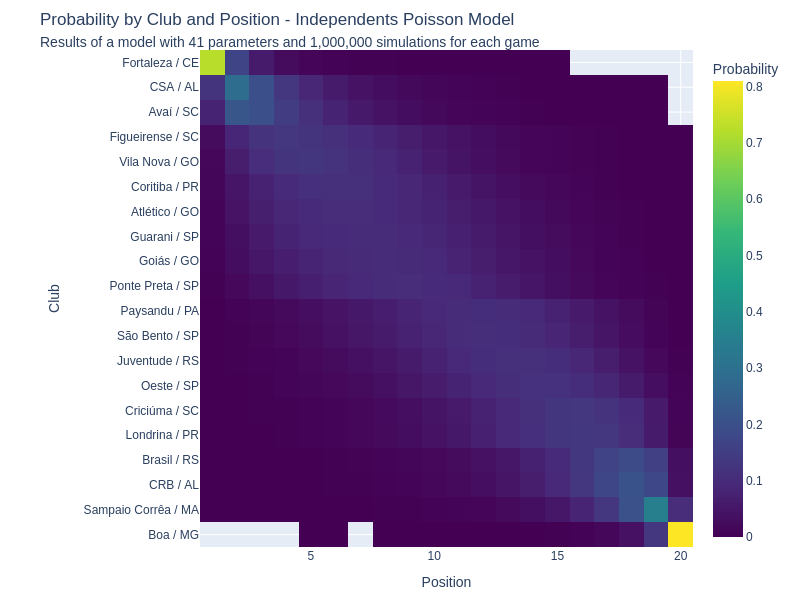 Probability by Club and Position - Independents Poisson Model
Results of a model with 41 parameters and 1,000,000 simulations for each game
Fortaleza / CE
CSA / AL
Avaí / SC
Figueirense / SC
Vila Nova / GO
Coritiba / PR
Atlético / GO
Guarani / SP
Goiás / GO
Ponte Preta / SP
Paysandu / PA
São Bento / SP
Juventude / RS
Oeste / SP
Criciúma / SC
Londrina / PR
Brasil / RS
CRB / AL
Sampaio Corrêa / MA
Boa / MG
Club
5
10
15
20
Position
Probability
0.8
0.7
0.6
0.5
0.4
0.3
0.2
0.1
0